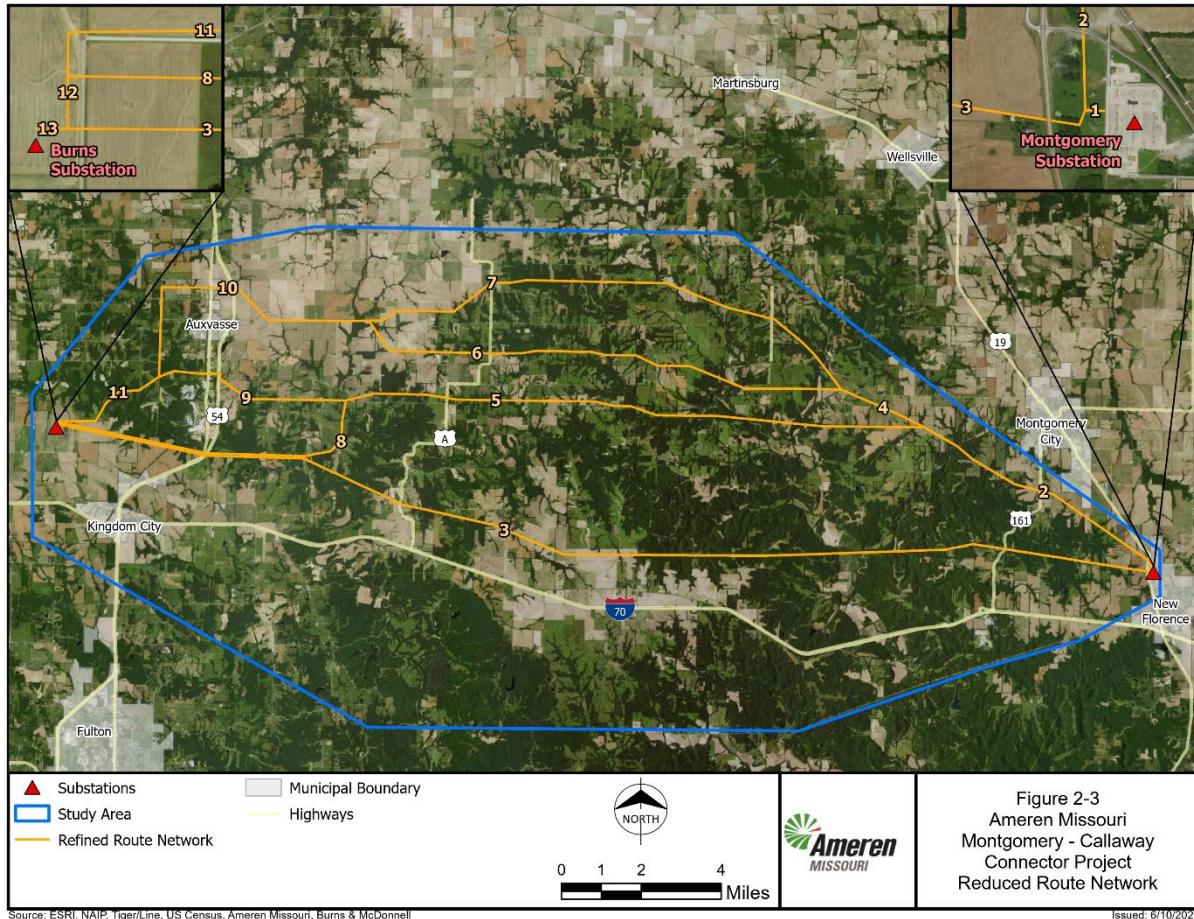 11
8
12
3
13
Burns
Substation
2
3
1
Montgomery
Substation
Martinsburg
Wellsville
7
10
Auxvasse
6
19
11
9
5
54
4
Montgomery
City
A
8
2
161
Kingdom City
3
70
New
Florence
Fulton
Substations
Study Area
Refined Route Network
Municipal Boundary
Highways
NORTH
0 1 2 4
Miles
Ameren
MISSOURI
Figure 2-3
Ameren Missouri
Montgomery - Callaway
Connector Project
Reduced Route Network
Source: ESRI, NAIP, Tiger/Line, US Census, Ameren Missouri, Burns & McDonnell
Issued: 6/10/202